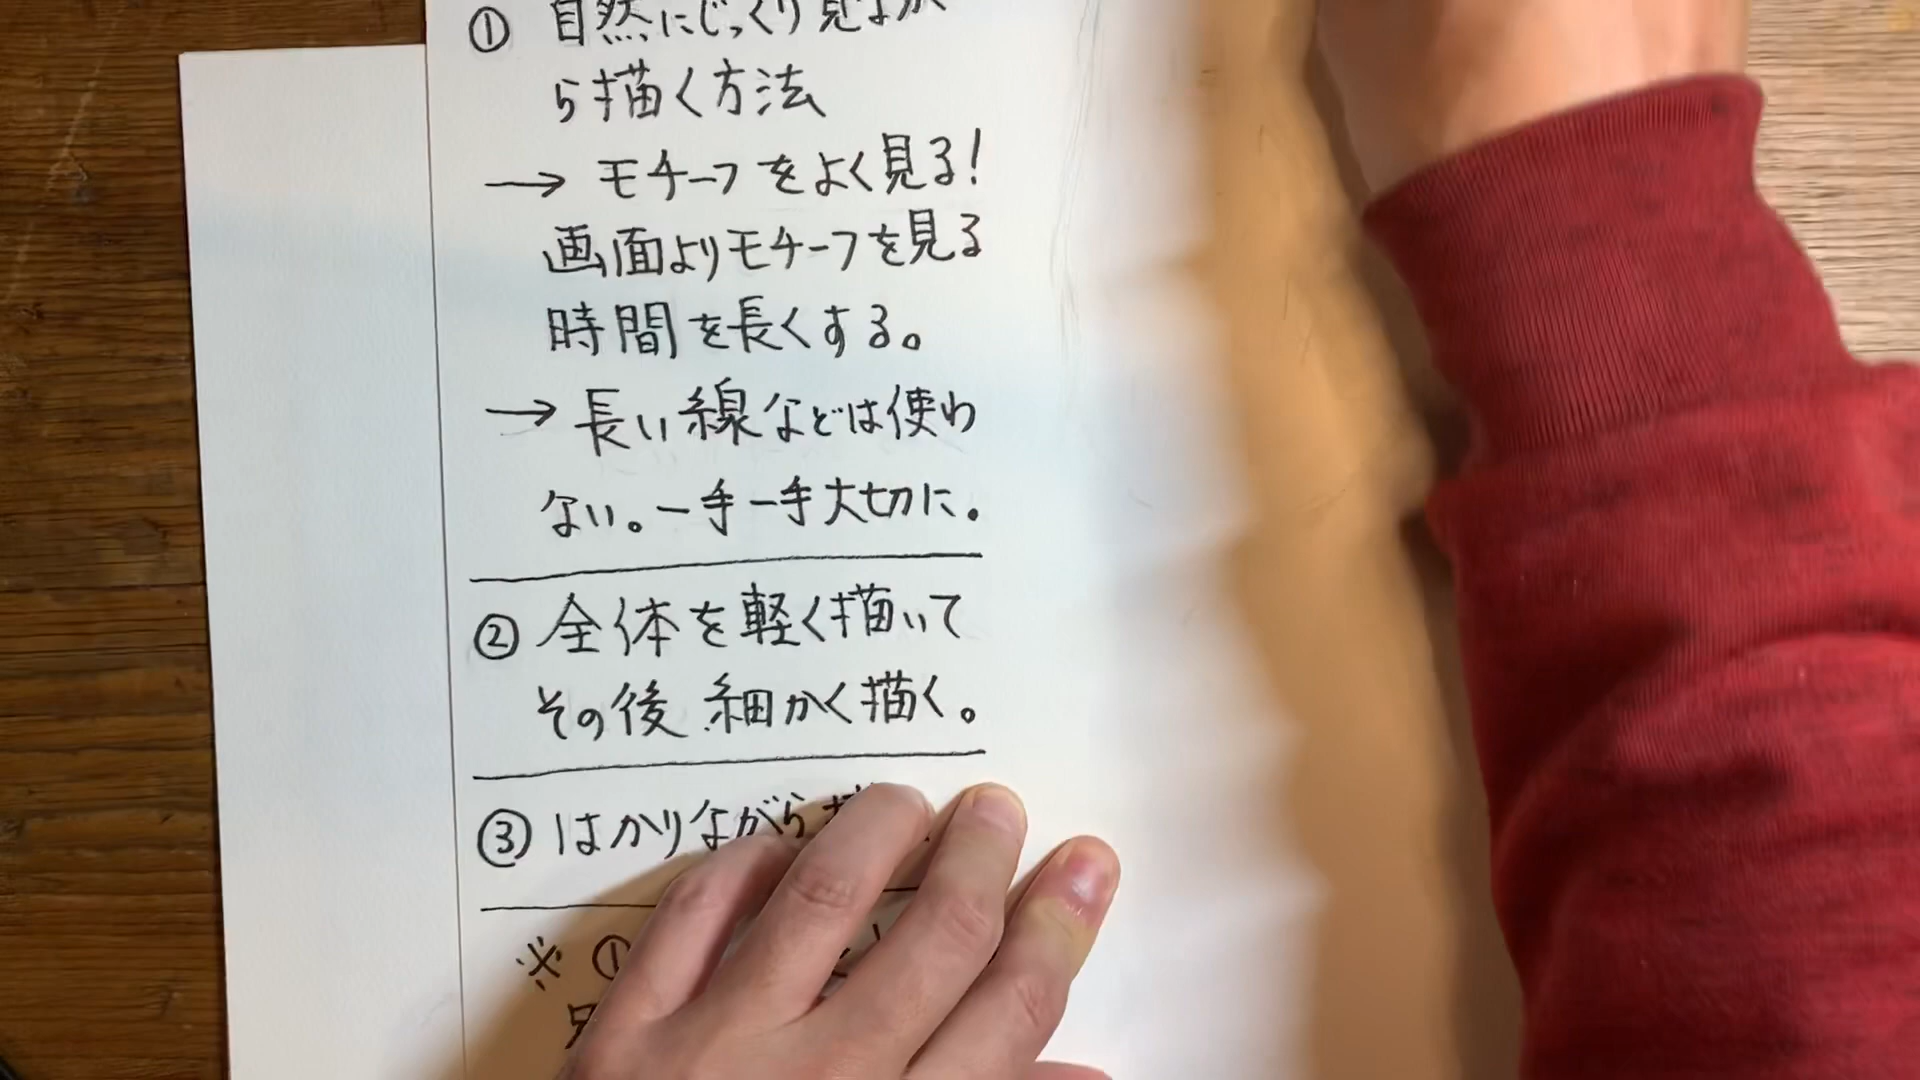 ① 自然にじっくり見なが
ら描く方法
→ モチーフをよく見る!
画面よりモチーフを見る
時間を長くする。
→ 長い線などは使わ
ない。一手一手大切に。
② 全体を軽く描いて
その後 細かく描く。
③ はかりながら
※ ①